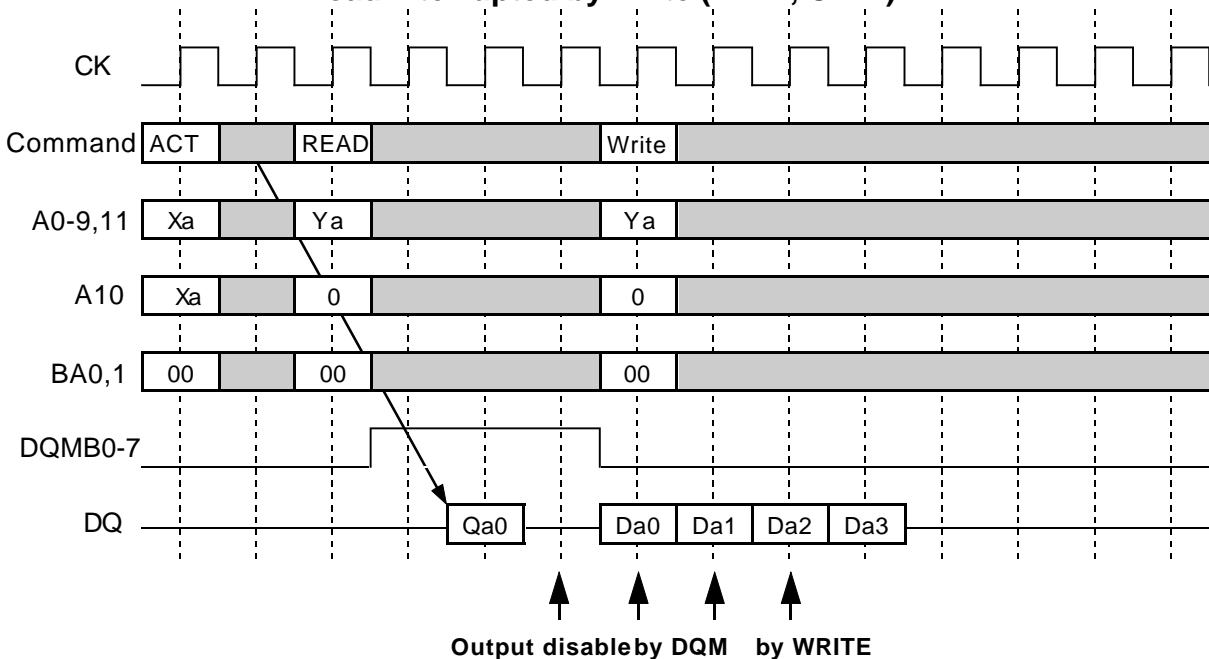 CK
Command ACT READ Write
A0-9,11 Xa Ya Ya
A10 Xa 0 0
BA0,1 00 00 00
DQMB0-7
DQ Qa0 Da0 Da1 Da2 Da3
Output disable by DQM by WRITE